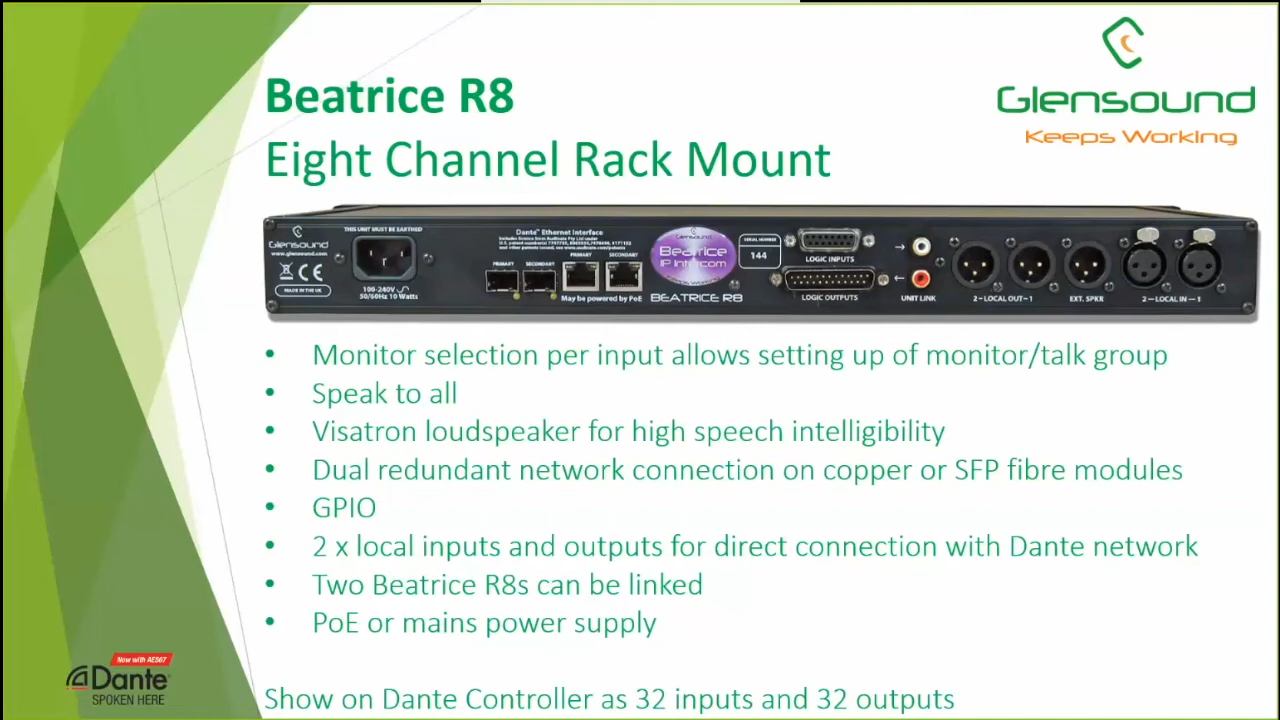 Beatrice R8
Eight Channel Rack Mount
Glensound
Keeps Working
Glensound
www.glensound.com
MADE IN THE UK
THIS UNIT MUST BE EARTHED
100-240V
50/60Hz 10 Watts
Dante™ Ethernet Interface
PRIMARY SECONDARY PRIMARY SECONDARY
May be powered by PoE
Glensound
Beatrice
IP Intercom
BEATRICE R8
SERIAL NUMBER
144
LOGIC INPUTS
LOGIC OUTPUTS
UNIT LINK
2 - LOCAL OUT - 1
EXT. SPKR
2 - LOCAL IN - 1
• Monitor selection per input allows setting up of monitor/talk group
• Speak to all
• Visatron loudspeaker for high speech intelligibility
• Dual redundant network connection on copper or SFP fibre modules
• GPIO
• 2 x local inputs and outputs for direct connection with Dante network
• Two Beatrice R8s can be linked
• PoE or mains power supply
Show on Dante Controller as 32 inputs and 32 outputs
Now with AES67
Dante
SPOKEN HERE